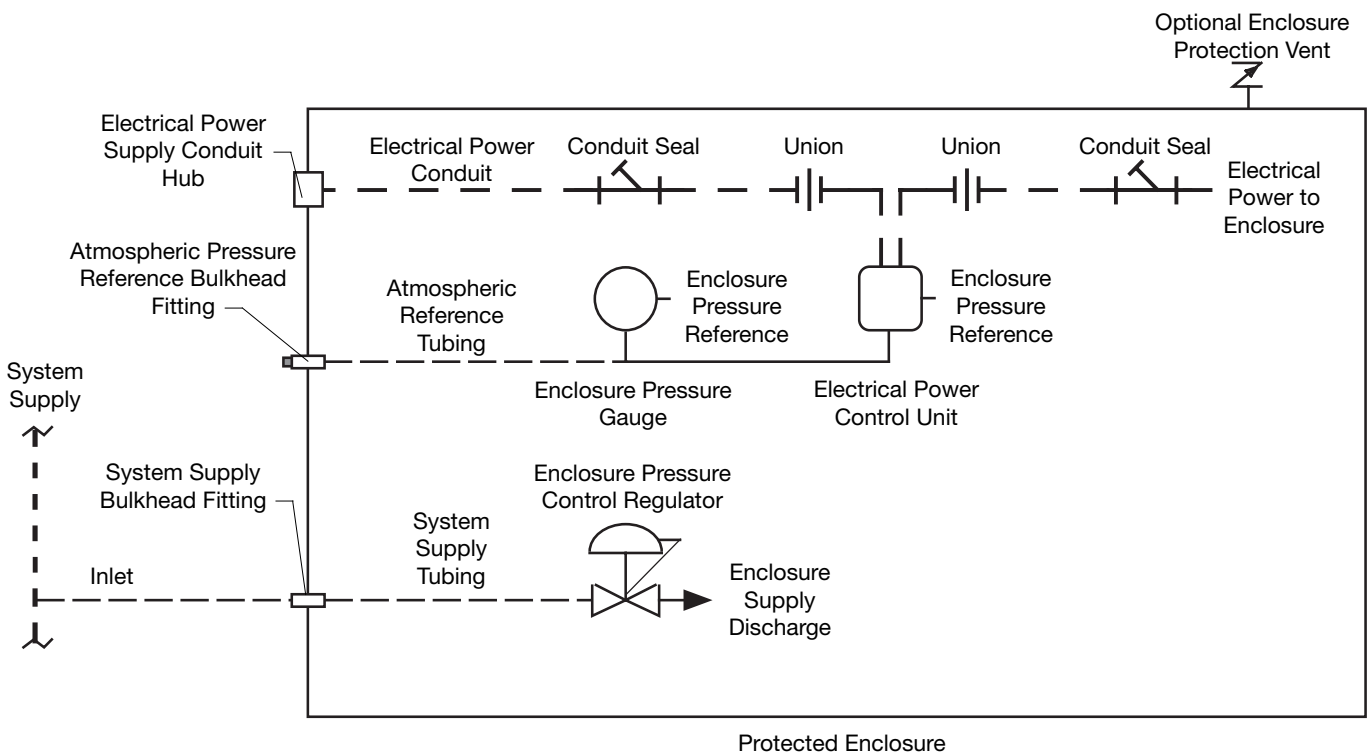 Optional Enclosure
Protection Vent
Electrical Power
Supply Conduit
Hub
Electrical Power
Conduit
Conduit Seal
Union
Union
Conduit Seal
Electrical
Power to
Enclosure
Atmospheric Pressure
Reference Bulkhead
Fitting
Atmospheric
Reference
Tubing
Enclosure
Pressure
Reference
Enclosure
Pressure
Reference
System
Supply
Enclosure Pressure
Gauge
Electrical Power
Control Unit
System Supply
Bulkhead Fitting
Enclosure Pressure
Control Regulator
System
Supply
Tubing
Inlet
Enclosure
Supply
Discharge
Protected Enclosure